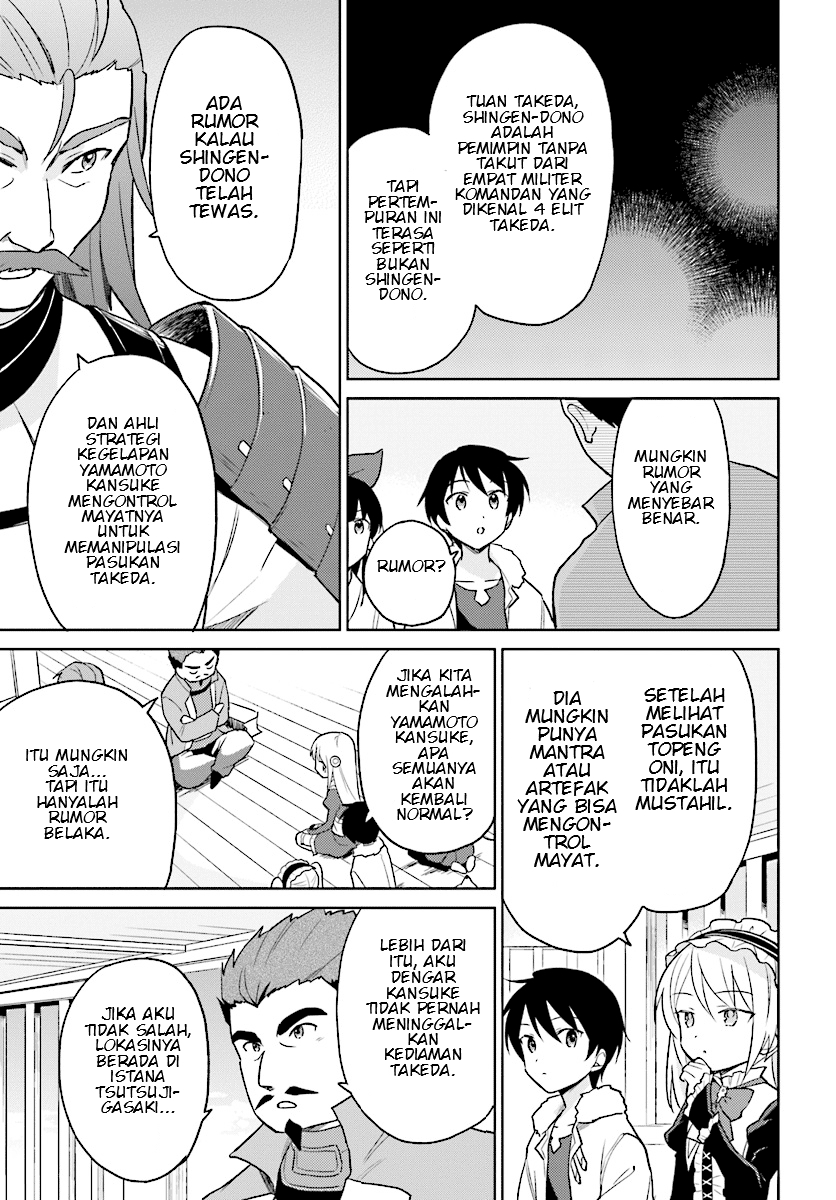 TUAN TAKEDA,
SHINGEN-DONO
ADALAH
PEMIMPIN TANPA
TAKUT DARI
EMPAT MILITER
KOMANDAN YANG
DIKENAL 4 ELIT
TAKEDA.
TAPI
PERTEM-
PURAN INI
TERASA
SEPERTI
BUKAN
SHINGEN-
DONO.
ADA
RUMOR
KALAU
SHINGEN-
DONO
TELAH
TEWAS.
MUNGKIN
RUMOR
YANG
MENYEBAR
BENAR.
RUMOR?
DAN AHLI
STRATEGI
KEGELAPAN
YAMAMOTO
KANSUKE
MENGONTROL
MAYATNYA
UNTUK
MEMANIPULASI
PASUKAN
TAKEDA.
SETELAH
MELIHAT
PASUKAN
TOPENG
ONI, ITU
TIDAKLAH
MUSTAHIL.
DIA
MUNGKIN
PUNYA
MANTRA
ATAU
ARTEFAK
YANG BISA
MENGON-
TROL
MAYAT.
JIKA KITA
MENGALAH-
KAN
YAMAMOTO
KANSUKE,
APA
SEMUANYA
AKAN
KEMBALI
NORMAL?
ITU MUNGKIN
SAJA...
TAPI ITU
HANYALAH
RUMOR
BELAKA.
LEBIH DARI
ITU, AKU
DENGAR
KANSUKE
TIDAK PERNAH
MENINGGAL-
KAN
KEDIAMAN
TAKEDA.
JIKA AKU
TIDAK SALAH,
LOKASINYA
BERADA DI
ISTANA
TSUTSUJI-
GASAKI...